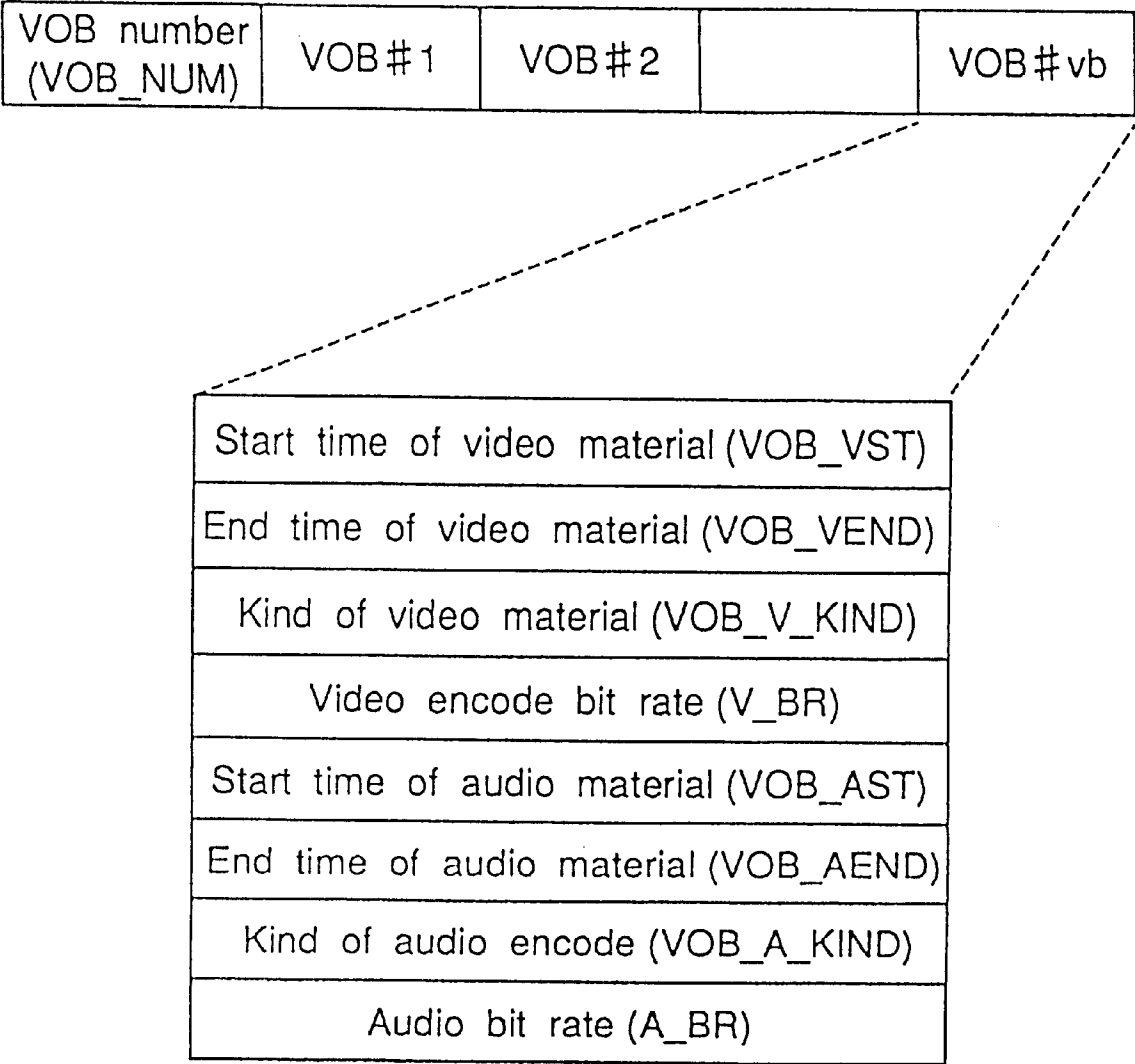 VOB number
(VOB_NUM)
VOB#1
VOB#2
VOB#vb
Start time of video material (VOB_VST)
End time of video material (VOB_VEND)
Kind of video material (VOB_V_KIND)
Video encode bit rate (V_BR)
Start time of audio material (VOB_AST)
End time of audio material (VOB_AEND)
Kind of audio encode (VOB_A_KIND)
Audio bit rate (A_BR)